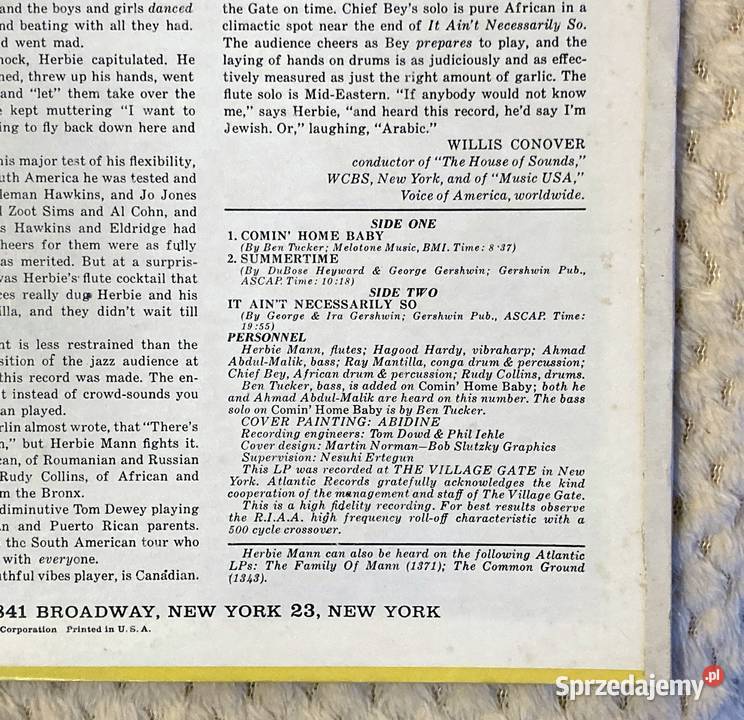 and the boys and girls danced
nd beating with all they had.
d went mad.
nock, Herbie capitulated. He
ned, threw up his hands, went
and "let" them take over the
kept muttering "I want to
ing to fly back down here and
his major test of his flexibility,
uth America he was tested and
leman Hawkins, and Jo Jones
l Zoot Sims and Al Cohn, and
s Hawkins and Eldridge had
heers for them were as fully
as merited. But at a surpris-
vas Herbie's flute cocktail that
ces really dug Herbie and his
illa, and they didn't wait till
nt is less restrained than the
sition of the jazz audience at
this record was made. The en-
t instead of crowd-sounds you
an played.
rlin almost wrote, that "There's
n," but Herbie Mann fights it.
can, of Roumanian and Russian
Rudy Collins, of African and
m the Bronx.
diminutive Tom Dewey playing
an and Puerto Rican parents.
the South American tour who
with everyone.
uthful vibes player, is Canadian.
the Gate on time. Chief Bey's solo is pure African in a
climactic spot near the end of It Ain't Necessarily So.
The audience cheers as Bey prepares to play, and the
laying of hands on drums is as judiciously and as effec-
tively measured as just the right amount of garlic. The
flute solo is Mid-Eastern. "If anybody would not know
me," says Herbie, "and heard this record, he'd say I'm
Jewish. Or," laughing, "Arabic."
WILLIS CONOVER
conductor of "The House of Sounds,"
WCBS, New York, and of "Music USA,"
Voice of America, worldwide.
SIDE ONE
1. COMIN' HOME BABY
(By Ben Tucker; Melotone Music, BMI. Time: 8:37)
2. SUMMERTIME
(By DuBose Heyward & George Gershwin; Gershwin Pub.,
ASCAP. Time: 10:18)
SIDE TWO
IT AIN'T NECESSARILY SO
(By George & Ira Gershwin; Gershwin Pub., ASCAP. Time:
19:55)
PERSONNEL
Herbie Mann, flutes; Hagood Hardy, vibraharp; Ahmad
Abdul-Malik, bass; Ray Mantilla, conga drum & percussion;
Chief Bey, African drum & percussion; Rudy Collins, drums.
Ben Tucker, bass, is added on Comin' Home Baby; both he
and Ahmad Abdul-Malik are heard on this number. The bass
solo on Comin' Home Baby is by Ben Tucker.
COVER PAINTING: ABIDINE
Recording engineers: Tom Dowd & Phil Iehle
Cover design: Martin Norman—Bob Slutzky Graphics
Supervision: Nesuhi Ertegun
This LP was recorded at THE VILLAGE GATE in New
York. Atlantic Records gratefully acknowledges the kind
cooperation of the management and staff of The Village Gate.
This is a high fidelity recording. For best results observe
the R.I.A.A. high frequency roll-off characteristic with a
500 cycle crossover.
Herbie Mann can also be heard on the following Atlantic
LPs: The Family Of Mann (1371); The Common Ground
(1343).
841 BROADWAY, NEW YORK 23, NEW YORK
Corporation Printed in U.S.A.
Sprzedajemy.pl